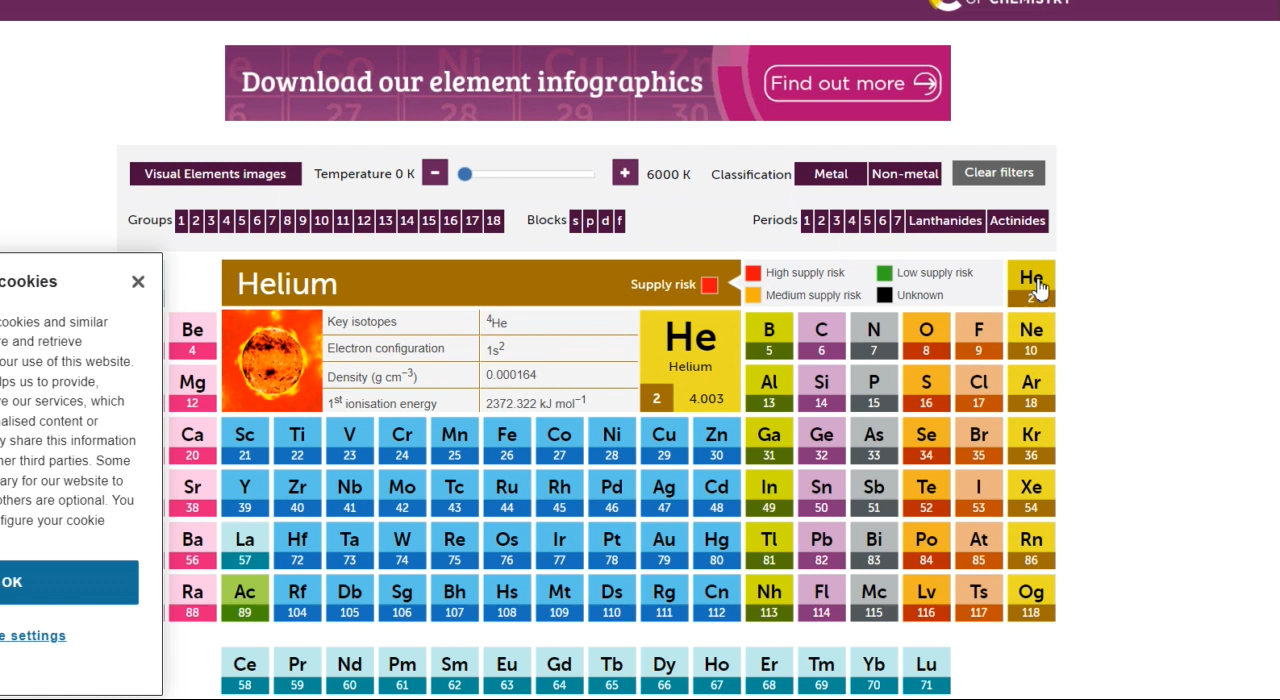 OF CHEMISTRY
Download our element infographics
Find out more
Visual Elements images Temperature 0 K - + 6000 K Classification Metal Non-metal Clear filters
Groups 1 2 3 4 5 6 7 8 9 10 11 12 13 14 15 16 17 18 Blocks s p d f Periods 1 2 3 4 5 6 7 Lanthanides Actinides
cookies
cookies and similar
re and retrieve
our use of this website.
lps us to provide,
ve our services, which
nalised content or
y share this information
her third parties. Some
ary for our website to
others are optional. You
figure your cookie
OK
e settings
Helium Supply risk
High supply risk Low supply risk
Medium supply risk Unknown
He
2
Key isotopes 4He
Electron configuration 1s2
Density (g cm−3) 0.000164
1st ionisation energy 2372.322 kJ mol−1
He
Helium
2 4.003
Be B C N O F Ne
4 5 6 7 8 9 10
Mg Al Si P S Cl Ar
12 13 14 15 16 17 18
Ca Sc Ti V Cr Mn Fe Co Ni Cu Zn Ga Ge As Se Br Kr
20 21 22 23 24 25 26 27 28 29 30 31 32 33 34 35 36
Sr Y Zr Nb Mo Tc Ru Rh Pd Ag Cd In Sn Sb Te I Xe
38 39 40 41 42 43 44 45 46 47 48 49 50 51 52 53 54
Ba La Hf Ta W Re Os Ir Pt Au Hg Tl Pb Bi Po At Rn
56 57 72 73 74 75 76 77 78 79 80 81 82 83 84 85 86
Ra Ac Rf Db Sg Bh Hs Mt Ds Rg Cn Nh Fl Mc Lv Ts Og
88 89 104 105 106 107 108 109 110 111 112 113 114 115 116 117 118
Ce Pr Nd Pm Sm Eu Gd Tb Dy Ho Er Tm Yb Lu
58 59 60 61 62 63 64 65 66 67 68 69 70 71